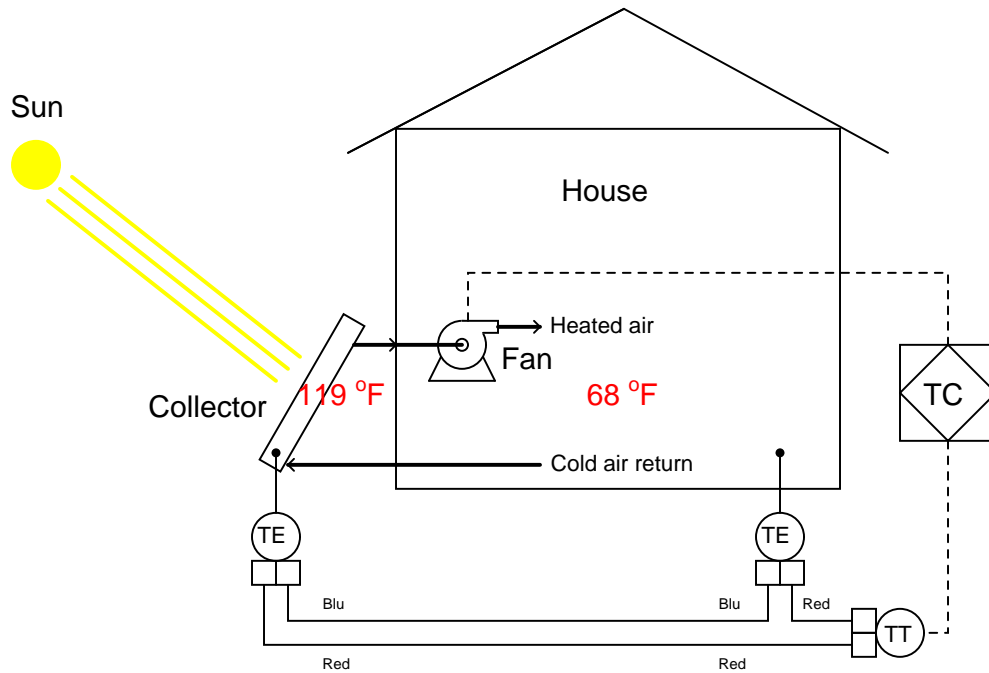 Sun
House
Heated air
Fan
119 °F
68 °F
TC
Collector
Cold air return
TE
TE
Blu
Blu
Red
TT
Red
Red